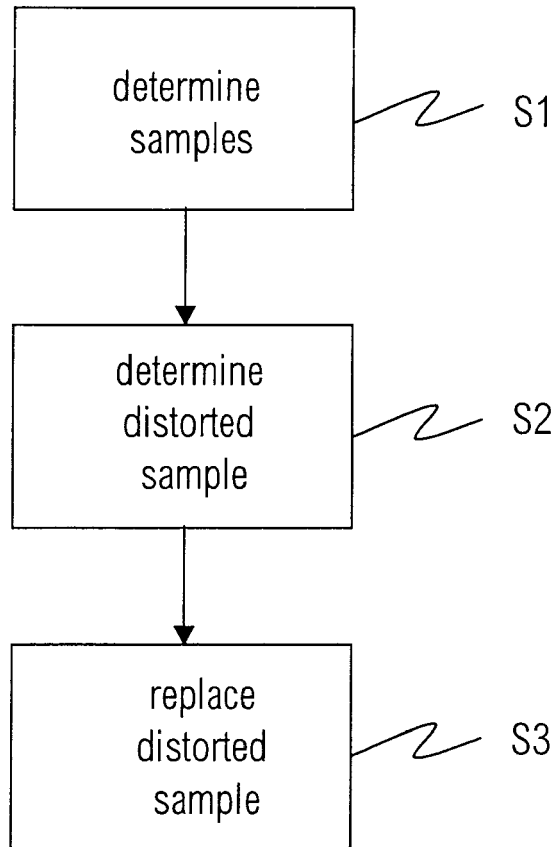 determine
samples
S1
determine
distorted
sample
S2
replace
distorted
sample
S3